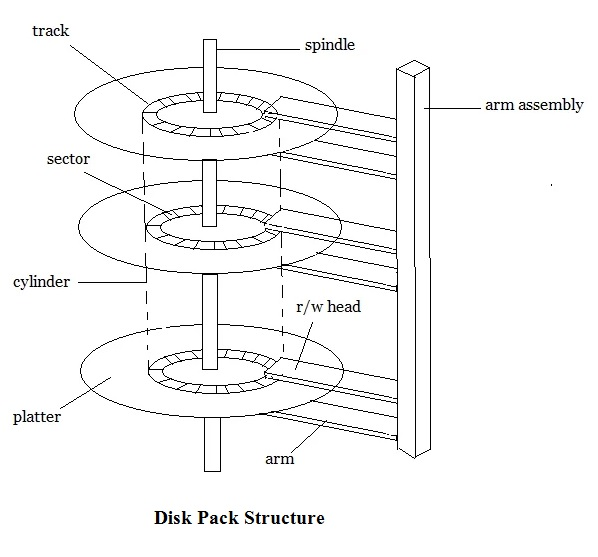 track
spindle
arm assembly
sector
cylinder
r/w head
platter
arm
Disk Pack Structure